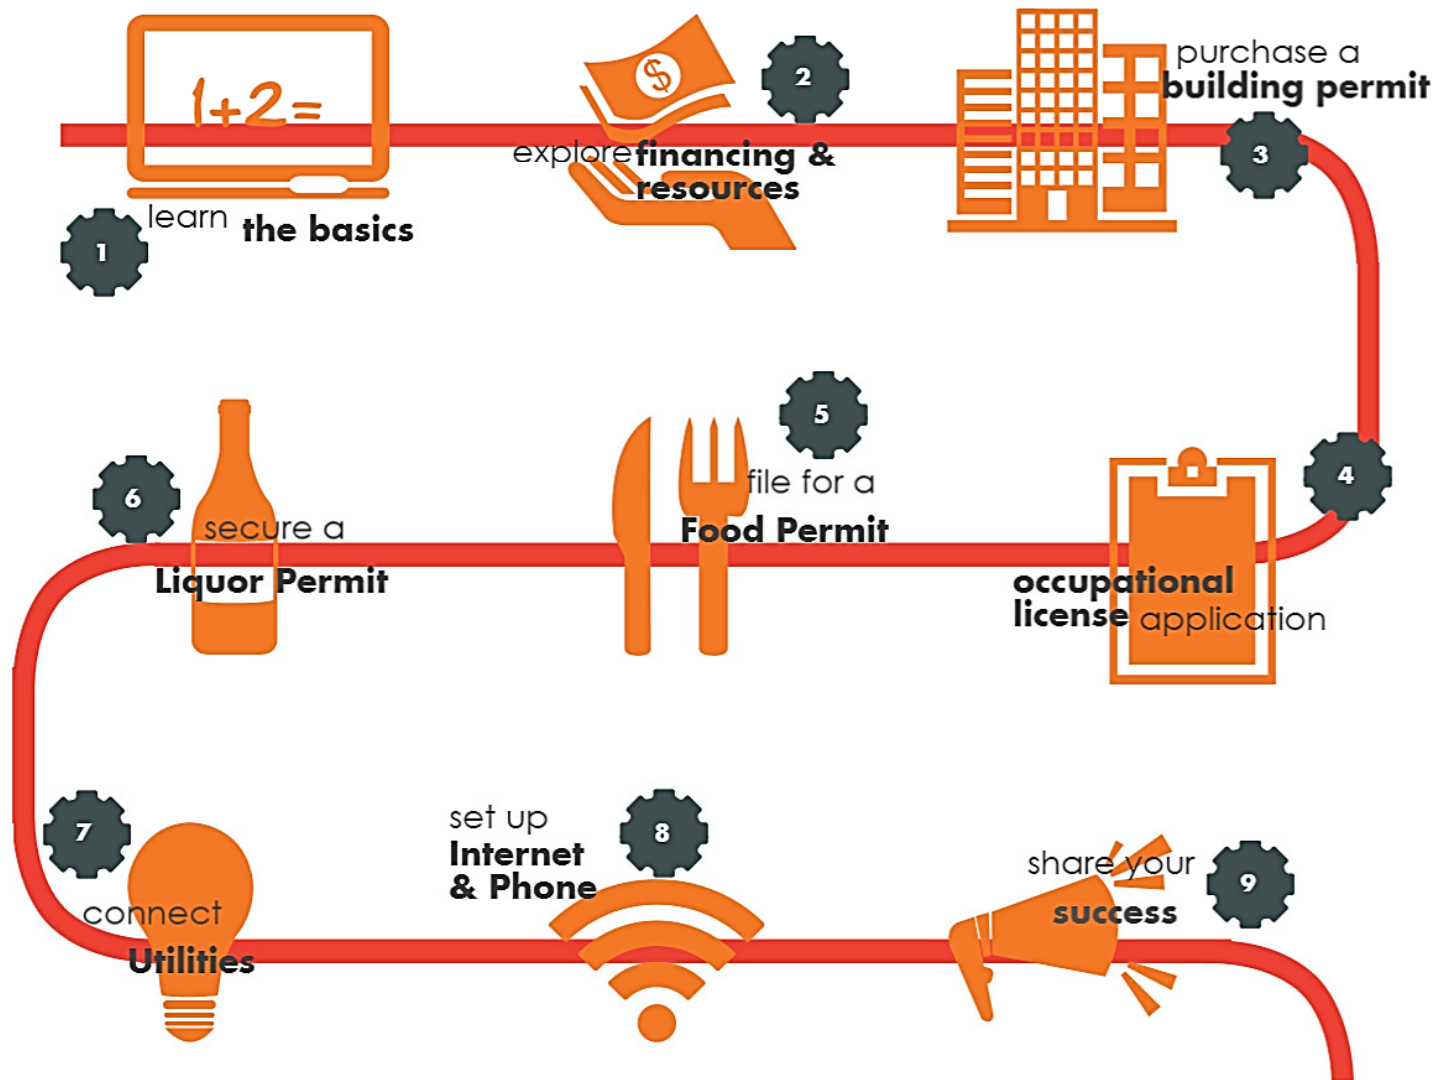 1+2=
1
learn the basics
2
explore financing &
resources
purchase a
building permit
3
4
occupational
license application
5
file for a
Food Permit
6
secure a
Liquor Permit
7
connect
Utilities
set up
Internet
& Phone
8
share your
success
9
$